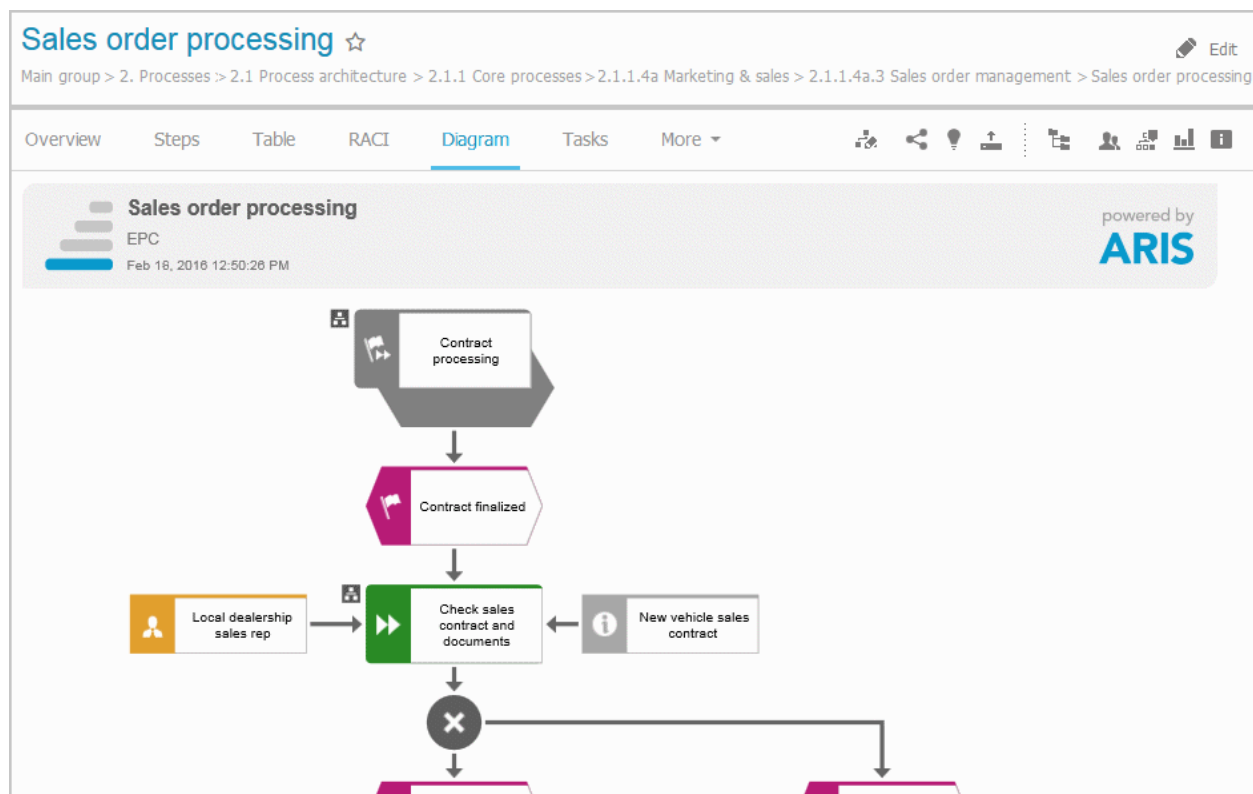 Sales order processing
Edit
Main group > 2. Processes > 2.1 Process architecture > 2.1.1 Core processes > 2.1.1.4a Marketing & sales > 2.1.1.4a.3 Sales order management > Sales order processing
Overview Steps Table RACI Diagram Tasks More
Sales order processing
EPC
Feb 16, 2016 12:50:26 PM
powered by
ARIS
Contract
processing
Contract finalized
Local dealership
sales rep
Check sales
contract and
documents
New vehicle sales
contract